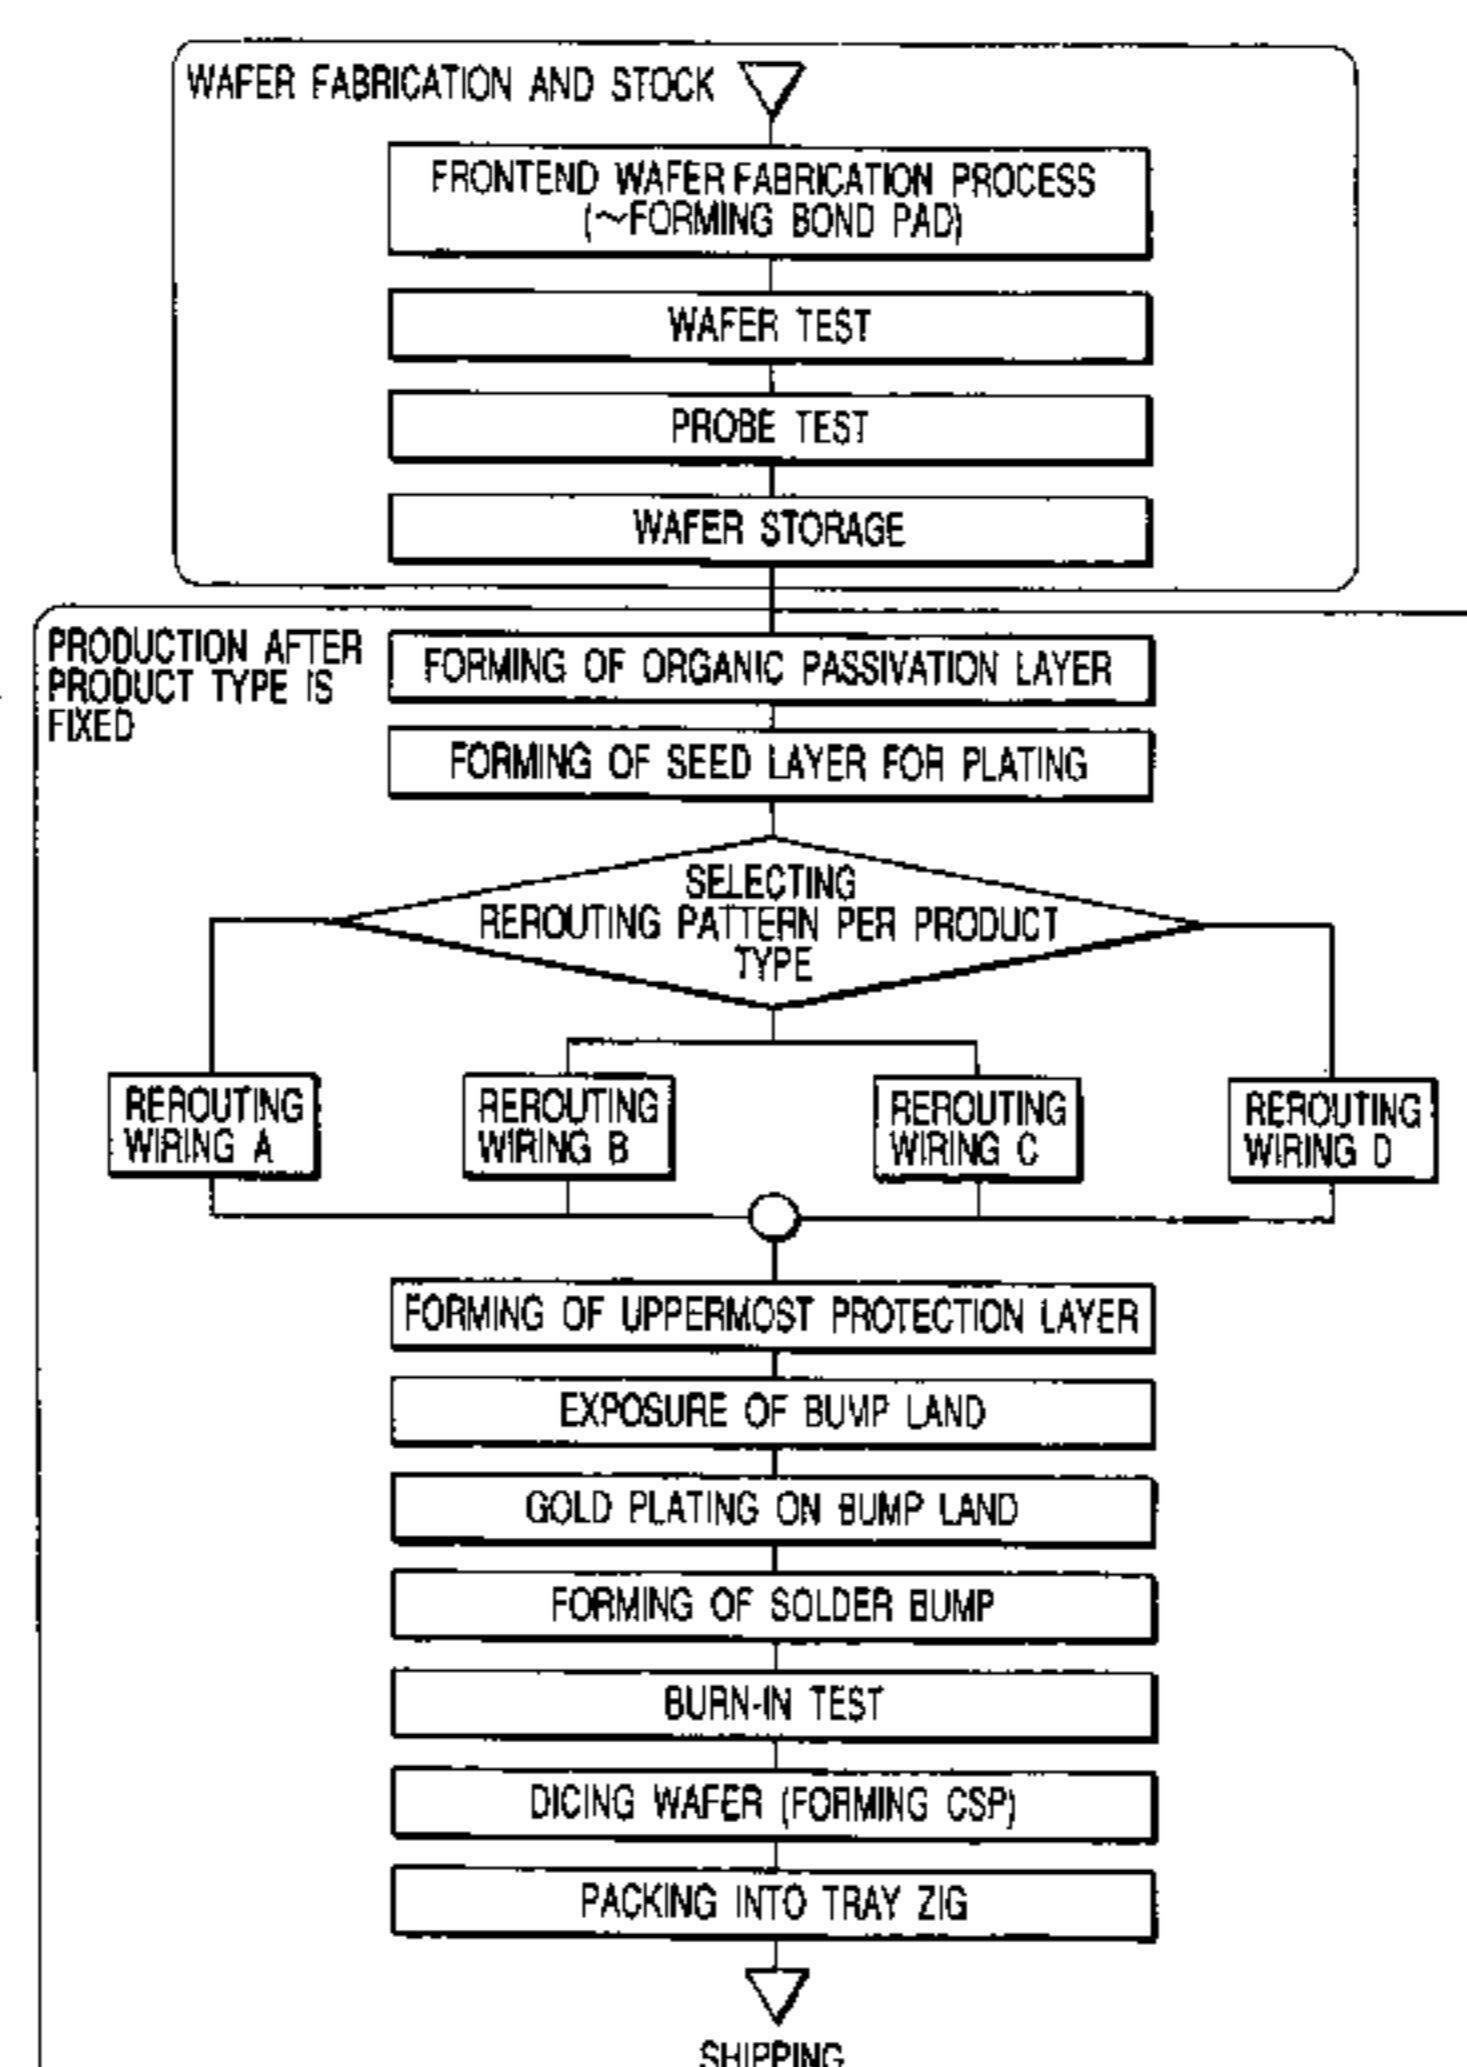 WAFER FABRICATION AND STOCK
FRONTEND WAFER FABRICATION PROCESS
(~FORMING BOND PAD)
WAFER TEST
PROBE TEST
WAFER STORAGE
PRODUCTION AFTER
PRODUCT TYPE IS
FIXED
FORMING OF ORGANIC PASSIVATION LAYER
FORMING OF SEED LAYER FOR PLATING
SELECTING
REROUTING PATTERN PER PRODUCT
TYPE
REROUTING
WIRING A
REROUTING
WIRING B
REROUTING
WIRING C
REROUTING
WIRING D
FORMING OF UPPERMOST PROTECTION LAYER
EXPOSURE OF BUMP LAND
GOLD PLATING ON BUMP LAND
FORMING OF SOLDER BUMP
BURN-IN TEST
DICING WAFER (FORMING CSP)
PACKING INTO TRAY ZIG
SHIPPING